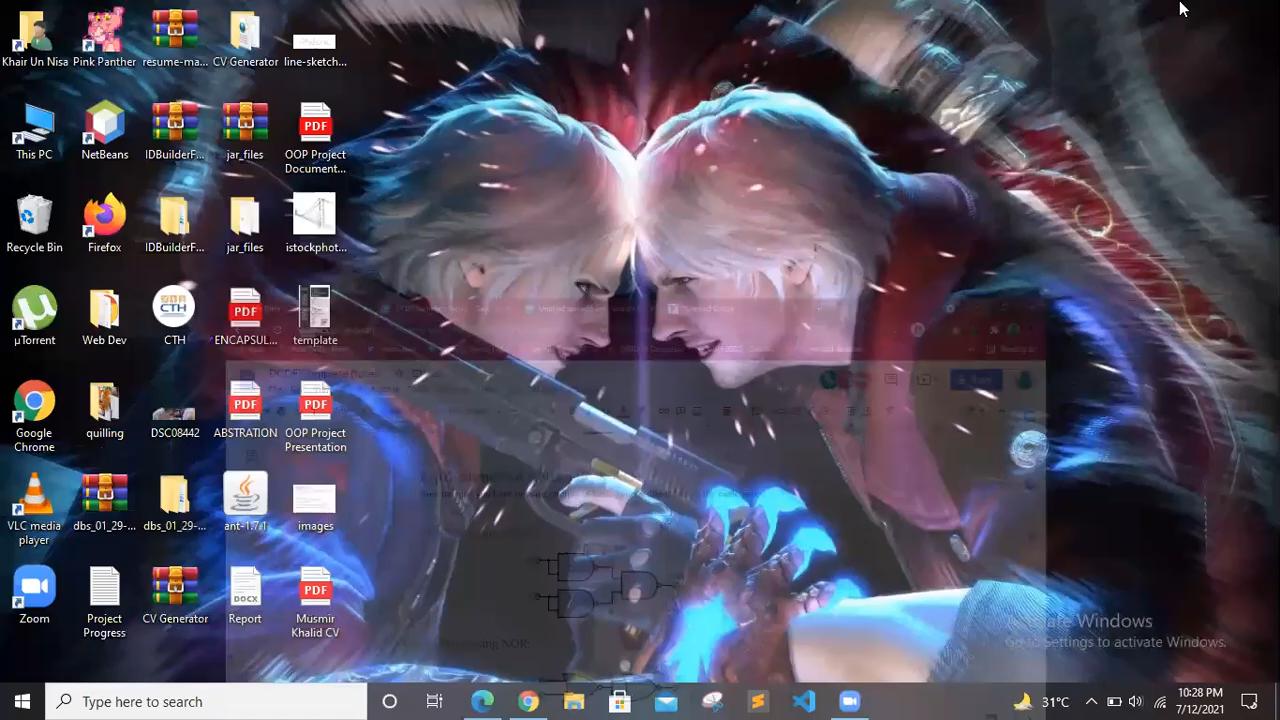 Khair Un Nisa
Pink Panther
resume-ma...
CV Generator
line-sketch...
This PC
NetBeans
IDBuilderF...
jar_files
OOP Project
Document...
Recycle Bin
Firefox
IDBuilderF...
jar_files
istockphot...
µTorrent
Web Dev
CTH
ENCAPSUL...
template
Google
Chrome
quilling
DSC08442
ABSTRATION
OOP Project
Presentation
VLC media
player
dbs_01_29-...
dbs_01_29-...
ant-1.7.1
images
Zoom
Project
Progress
CV Generator
Report
Musmir
Khalid CV
PDF
PDF
PDF
PDF
PDF
CTH
DOCX
Activate Windows
Go to Settings to activate Windows.
Type here to search
31°C
10:28 PM
7/12/2021